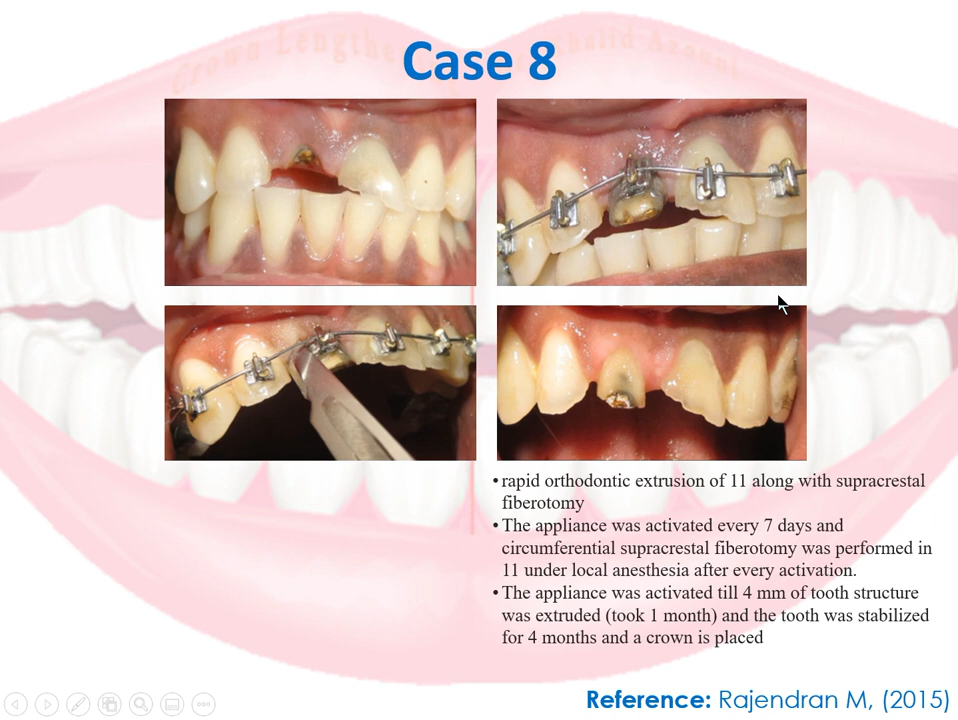 Case 8
• rapid orthodontic extrusion of 11 along with supracrestal
fiberotomy
• The appliance was activated every 7 days and
circumferential supracrestal fiberotomy was performed in
11 under local anesthesia after every activation.
• The appliance was activated till 4 mm of tooth structure
was extruded (took 1 month) and the tooth was stabilized
for 4 months and a crown is placed
Reference: Rajendran M, (2015)